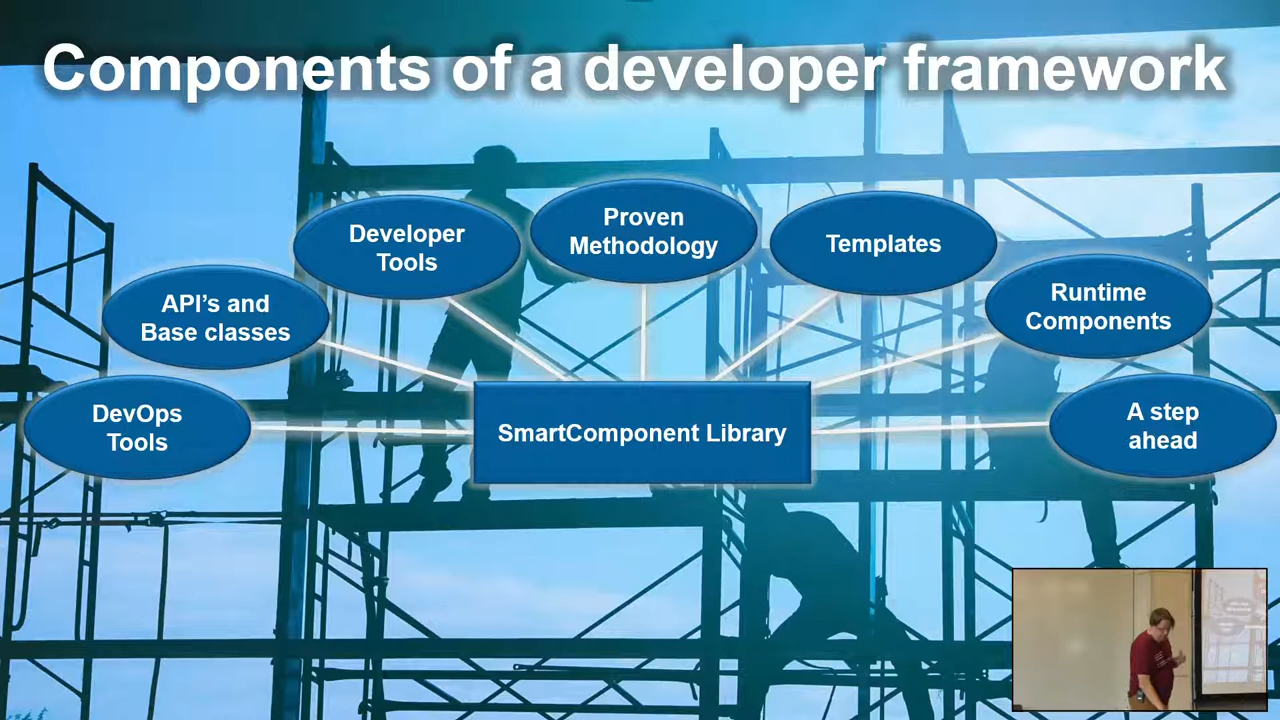 Components of a developer framework
Proven
Methodology
Developer
Tools
Templates
API's and
Base classes
Runtime
Components
DevOps
Tools
SmartComponent Library
A step
ahead